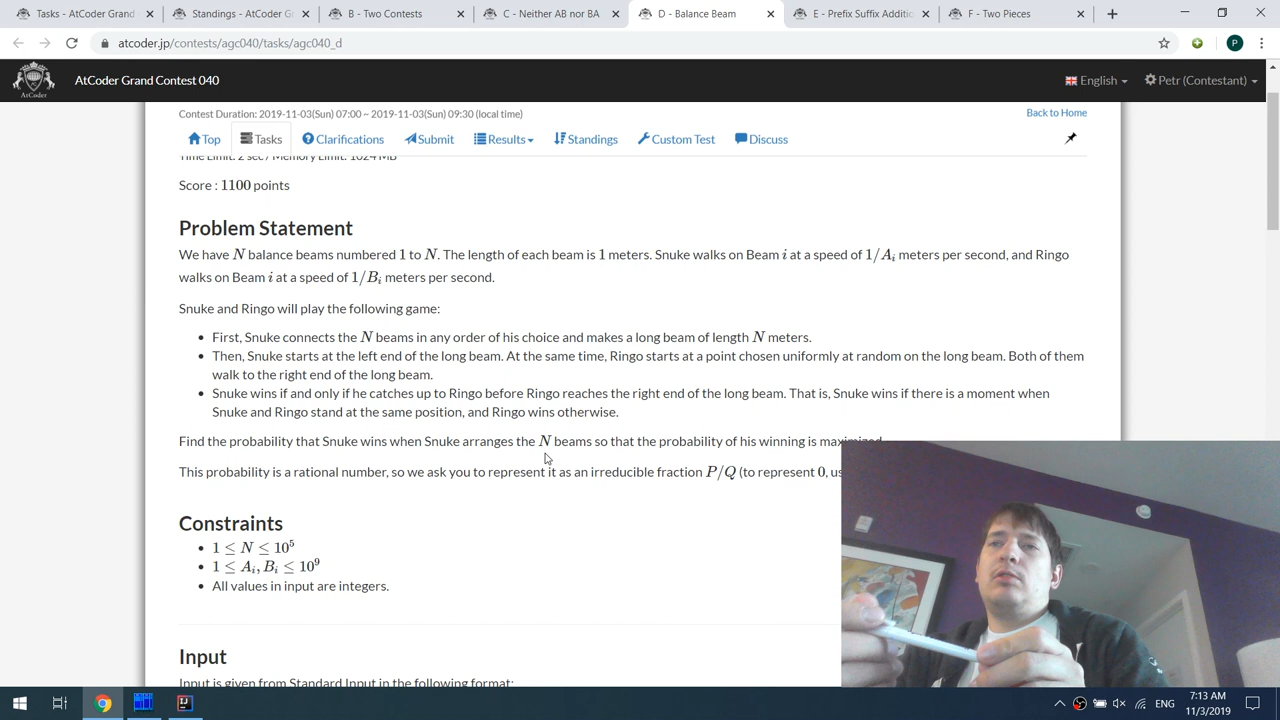 Tasks - AtCoder Grand C
Standings - AtCoder G
B - Two Contests
C - Neither AB nor BA
D - Balance Beam
E - Prefix Suffix Additio
F - Two Pieces
atcoder.jp/contests/agc040/tasks/agc040_d
P
AtCoder Grand Contest 040
English
Petr (Contestant)
Contest Duration: 2019-11-03(Sun) 07:00 ~ 2019-11-03(Sun) 09:30 (local time)
Back to Home
Top
Tasks
Clarifications
Submit
Results
Standings
Custom Test
Discuss
Time Limit: 2 sec / Memory Limit: 1024 MB
Score : 1100 points
Problem Statement
We have N balance beams numbered 1 to N. The length of each beam is 1 meters. Snuke walks on Beam i at a speed of 1/A_i meters per second, and Ringo
walks on Beam i at a speed of 1/B_i meters per second.
Snuke and Ringo will play the following game:
• First, Snuke connects the N beams in any order of his choice and makes a long beam of length N meters.
• Then, Snuke starts at the left end of the long beam. At the same time, Ringo starts at a point chosen uniformly at random on the long beam. Both of them
walk to the right end of the long beam.
• Snuke wins if and only if he catches up to Ringo before Ringo reaches the right end of the long beam. That is, Snuke wins if there is a moment when
Snuke and Ringo stand at the same position, and Ringo wins otherwise.
Find the probability that Snuke wins when Snuke arranges the N beams so that the probability of his winning is maximized.
This probability is a rational number, so we ask you to represent it as an irreducible fraction P/Q (to represent 0, us
Constraints
• 1 ≤ N ≤ 10^5
• 1 ≤ A_i, B_i ≤ 10^9
• All values in input are integers.
Input
Input is given from Standard Input in the following format:
ENG
7:13 AM
11/3/2019